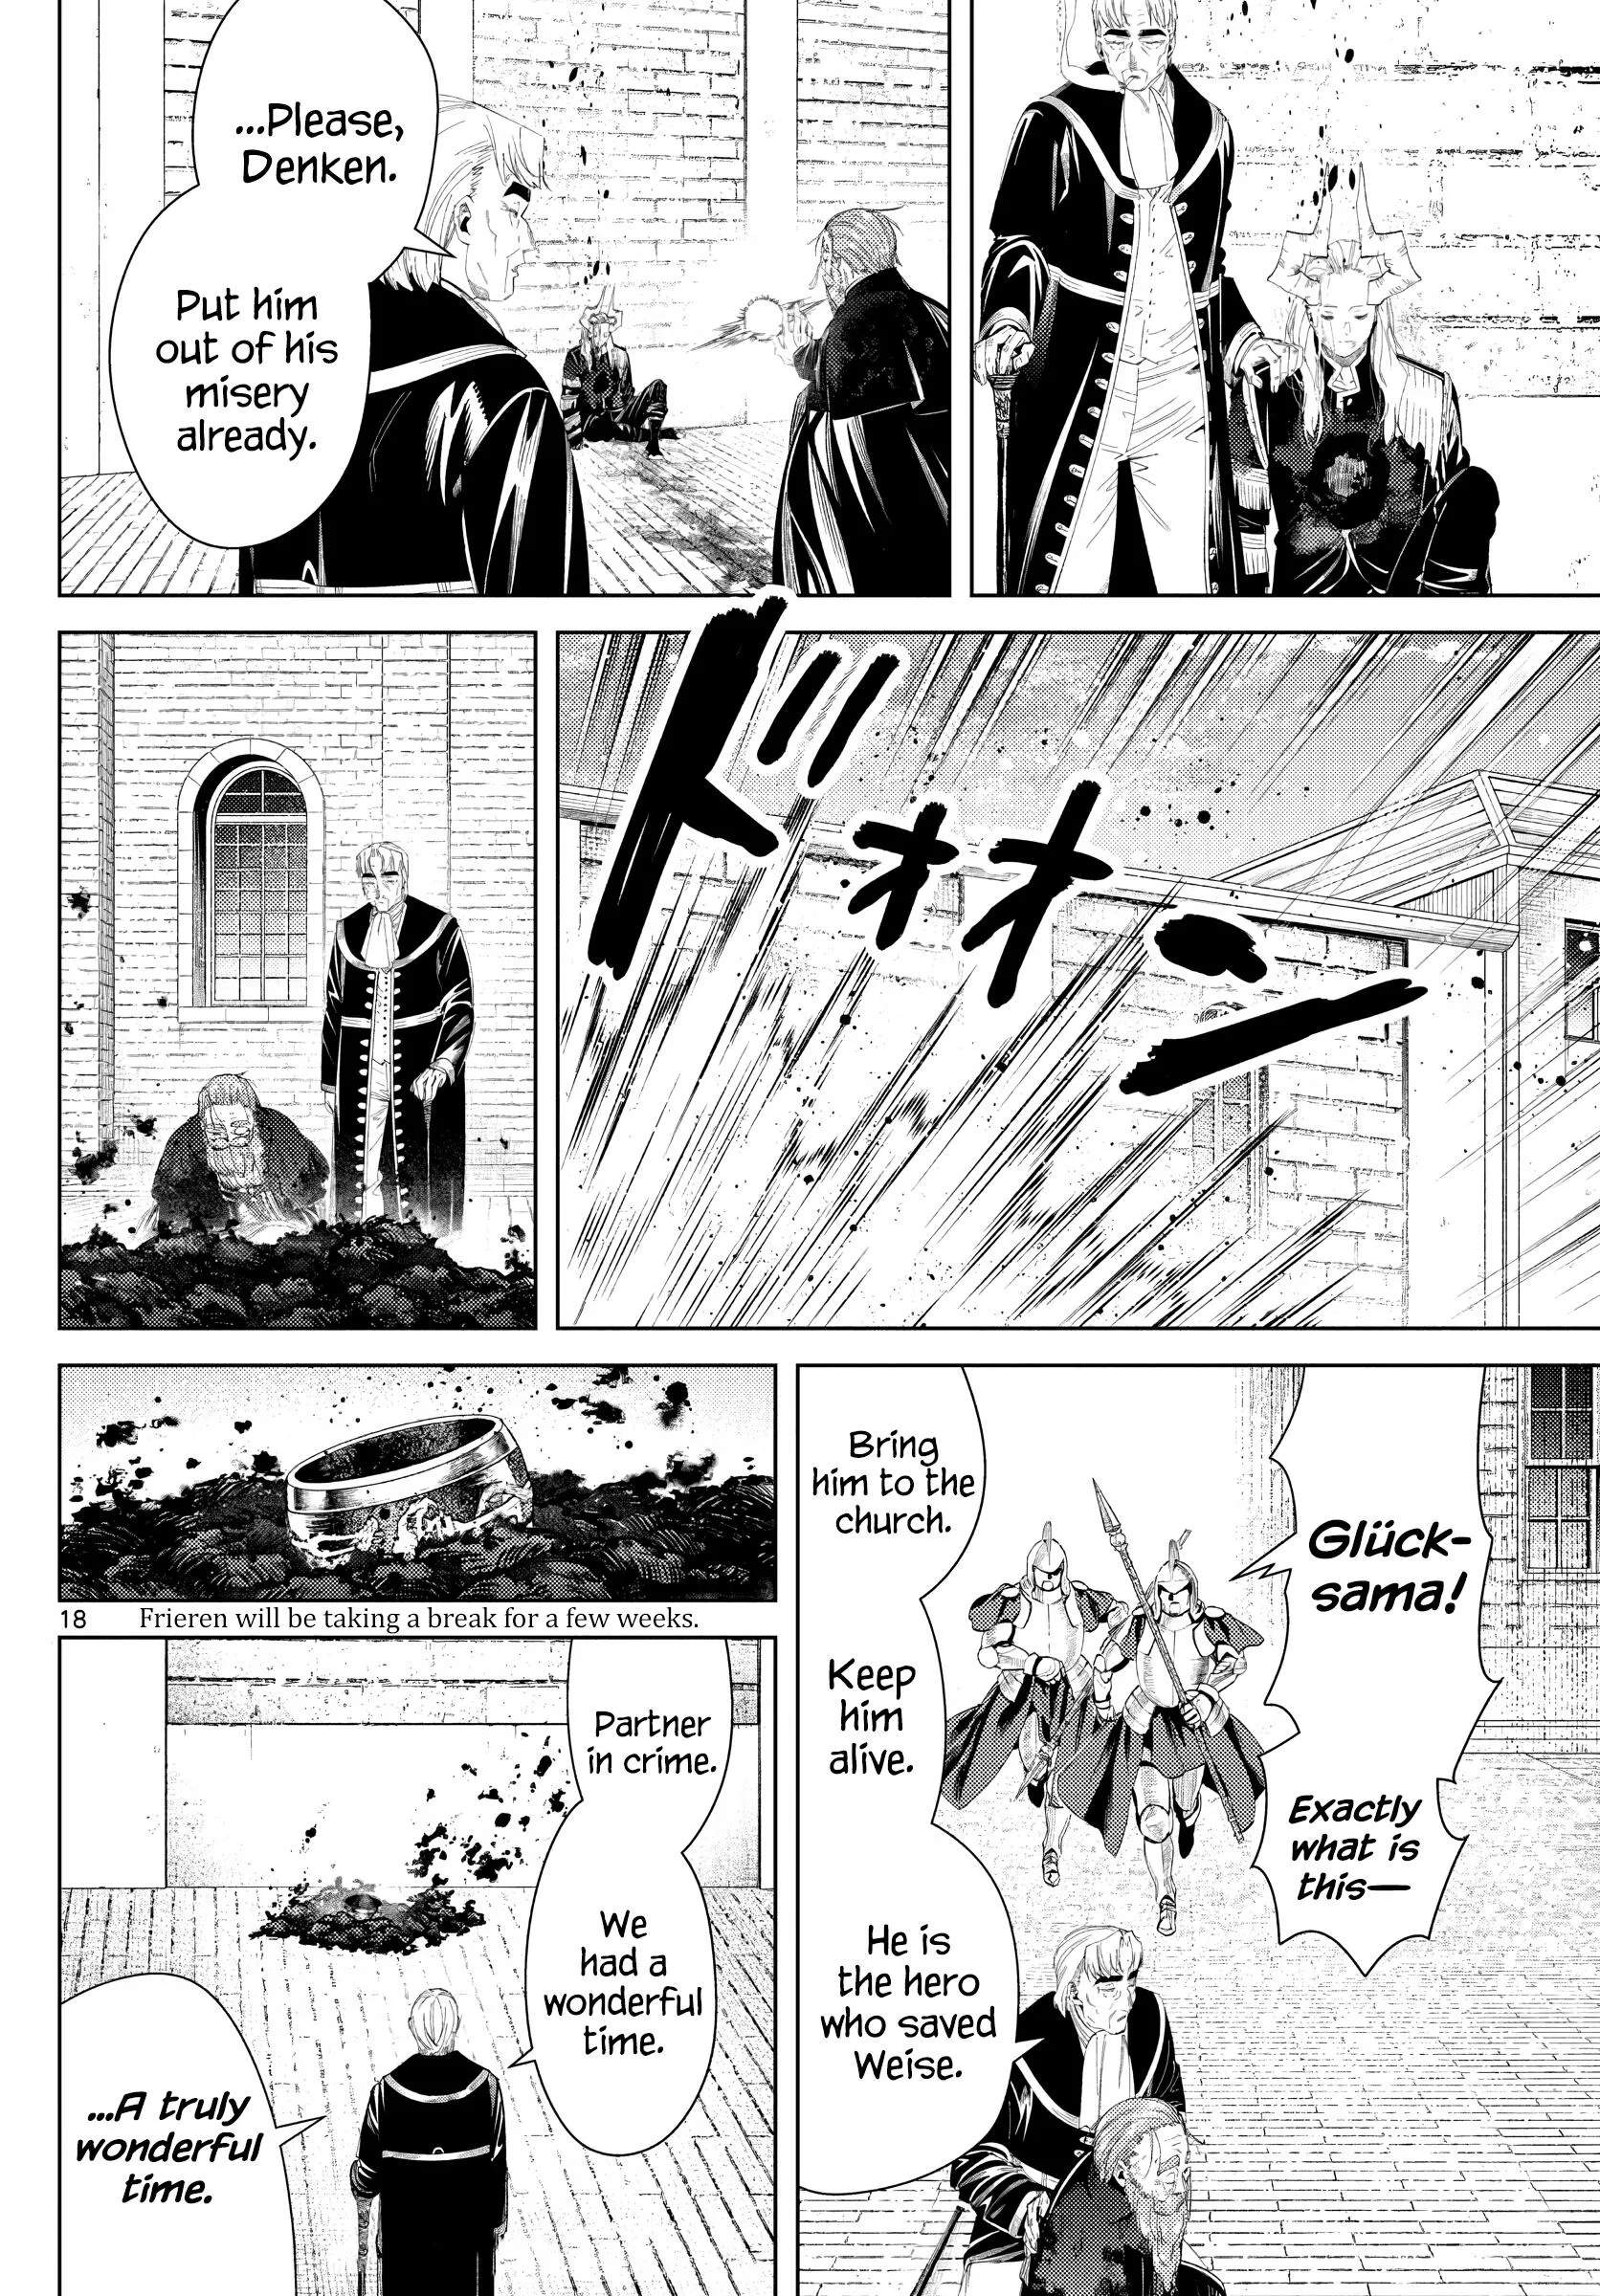 ...Please,
Denken.
Put him
out of his
misery
already.
ドォォン
Glück-
sama!
Exactly
what is
this—
Bring
him to the
church.
Keep
him
alive.
He is
the hero
who saved
Weise.
18
Frieren will be taking a break for a few weeks.
Partner
in crime.
We
had a
wonderful
time.
...A truly
wonderful
time.